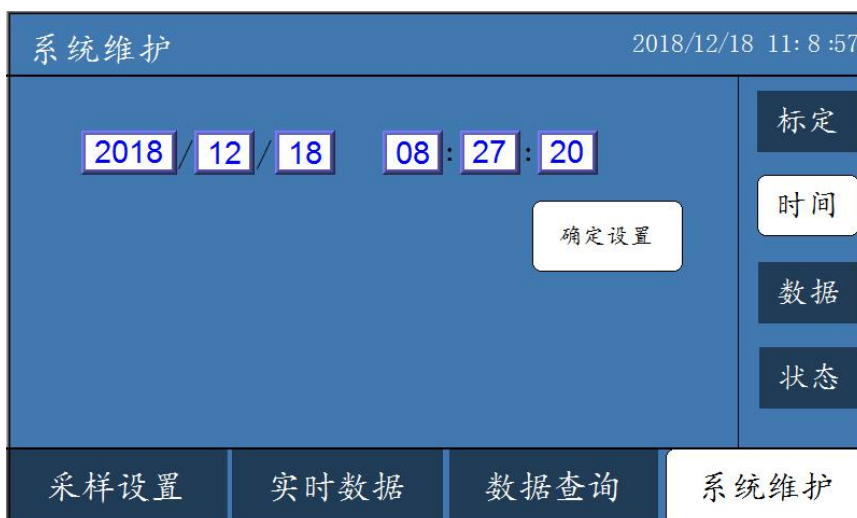 系统维护 2018/12/18 11: 8 :57
标定
2018 / 12 / 18 08 : 27 : 20
时间
确定设置
数据
状态
采样设置 实时数据 数据查询 系统维护